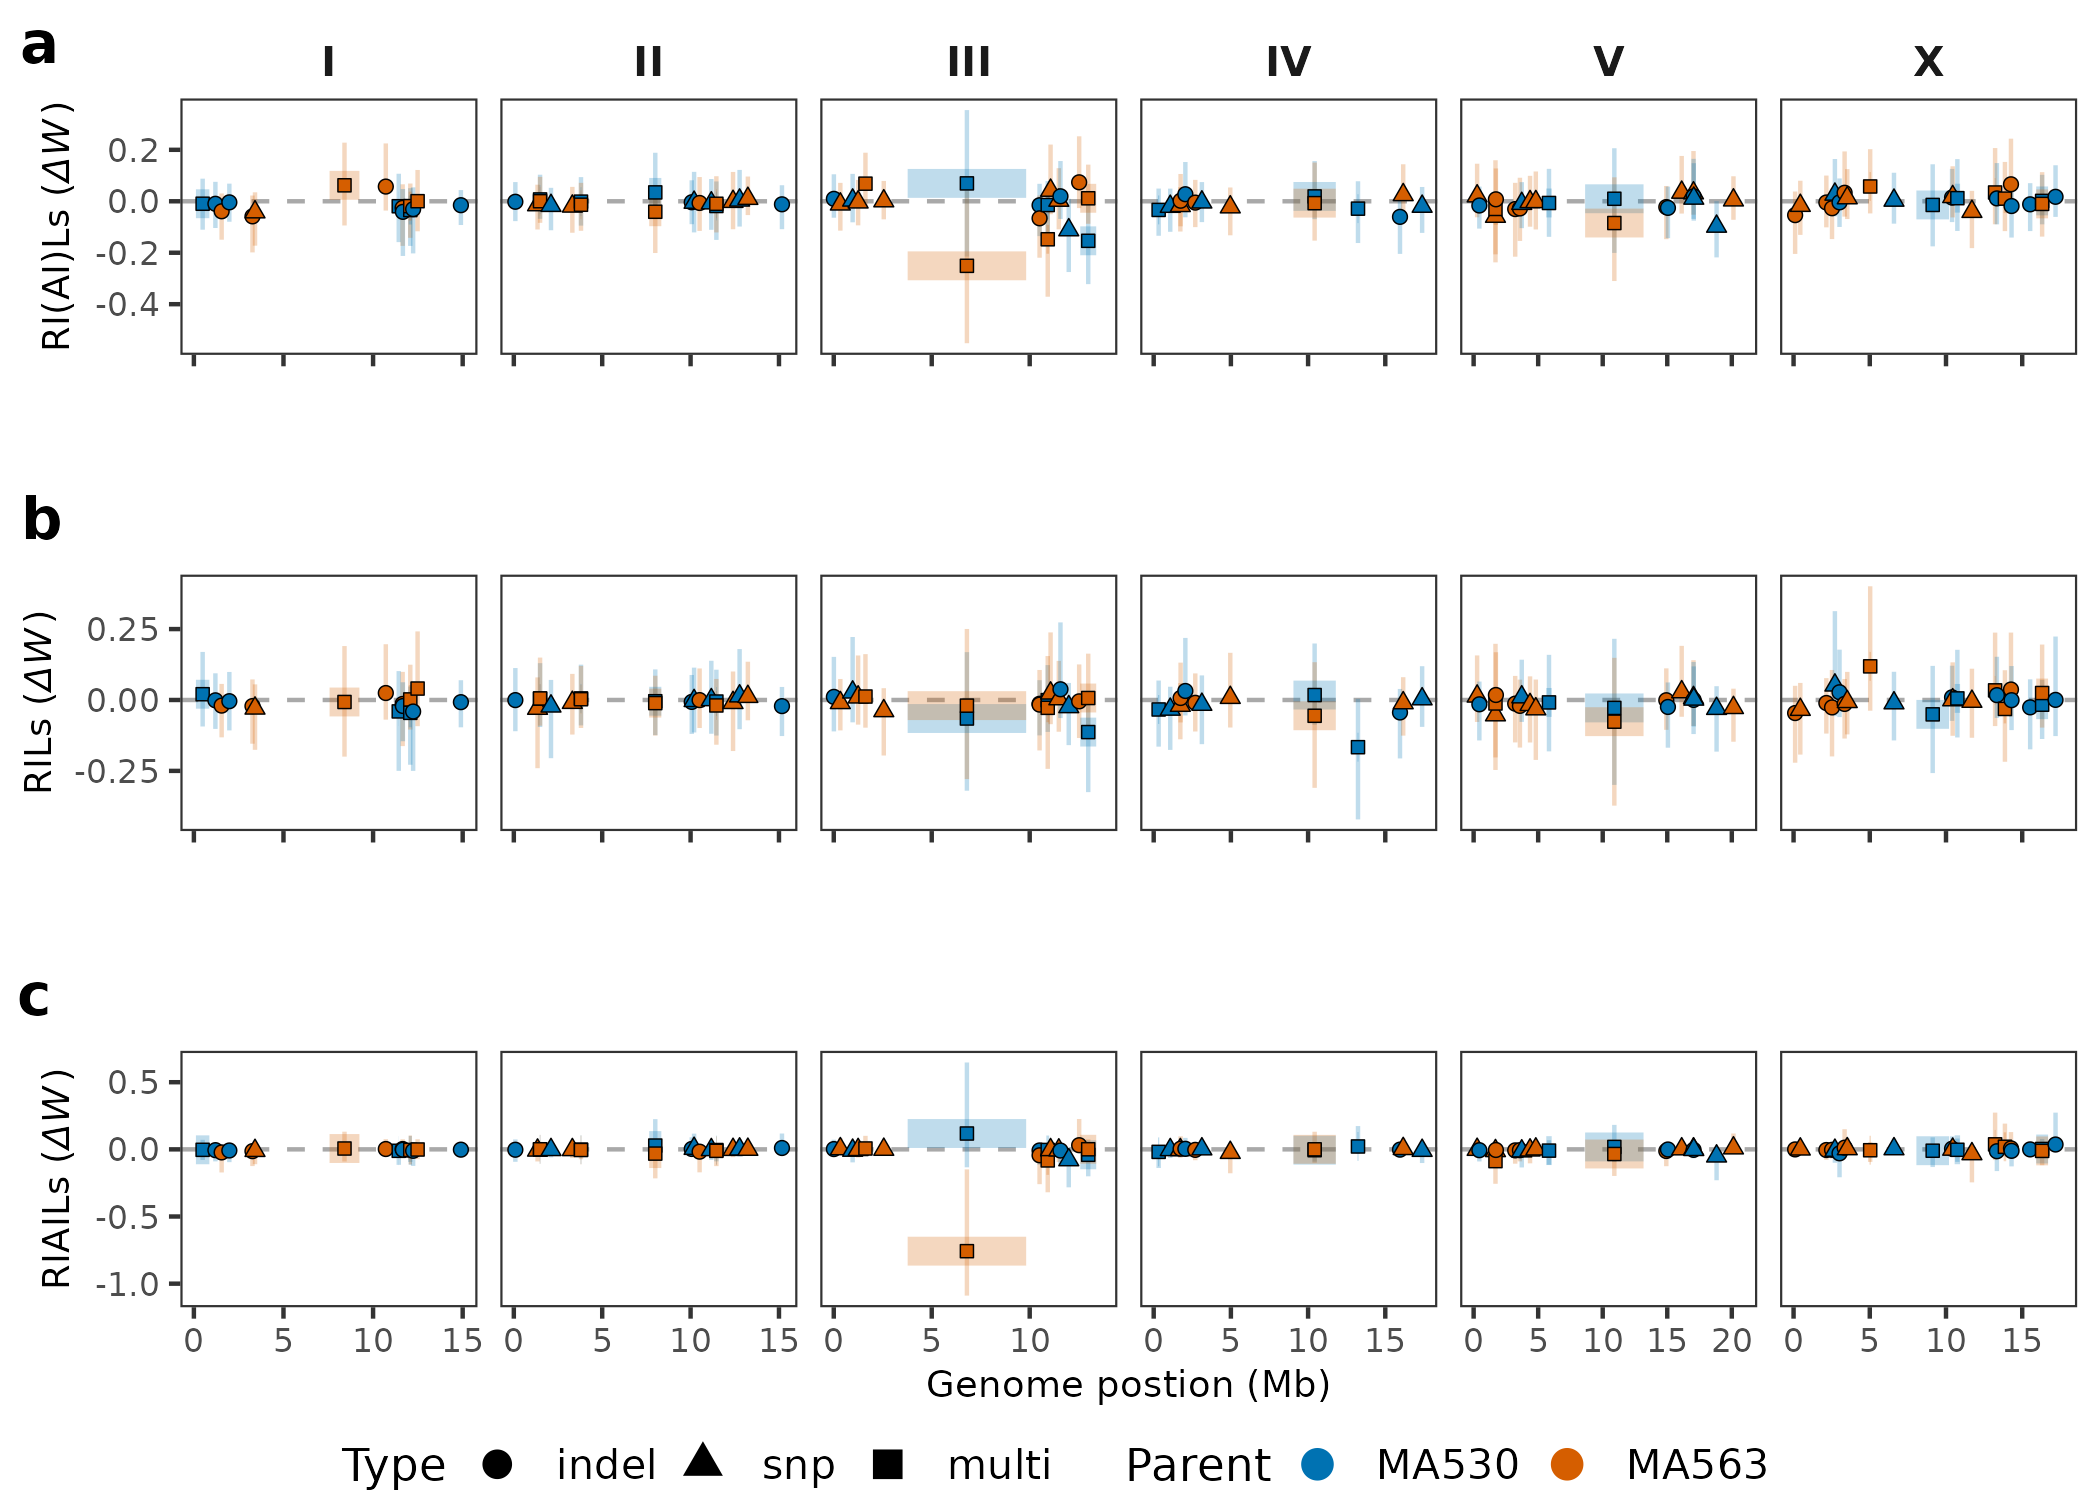 a
I II III IV V X
RI(AI)Ls (ΔW)
0.2
0.0
-0.2
-0.4
b
RILs (ΔW)
0.25
0.00
-0.25
c
RIAILs (ΔW)
0.5
0.0
-0.5
-1.0
0 5 10 15 0 5 10 15 0 5 10 0 5 10 15 0 5 10 15 20 0 5 10 15
Genome postion (Mb)
Type indel snp multi Parent MA530 MA563